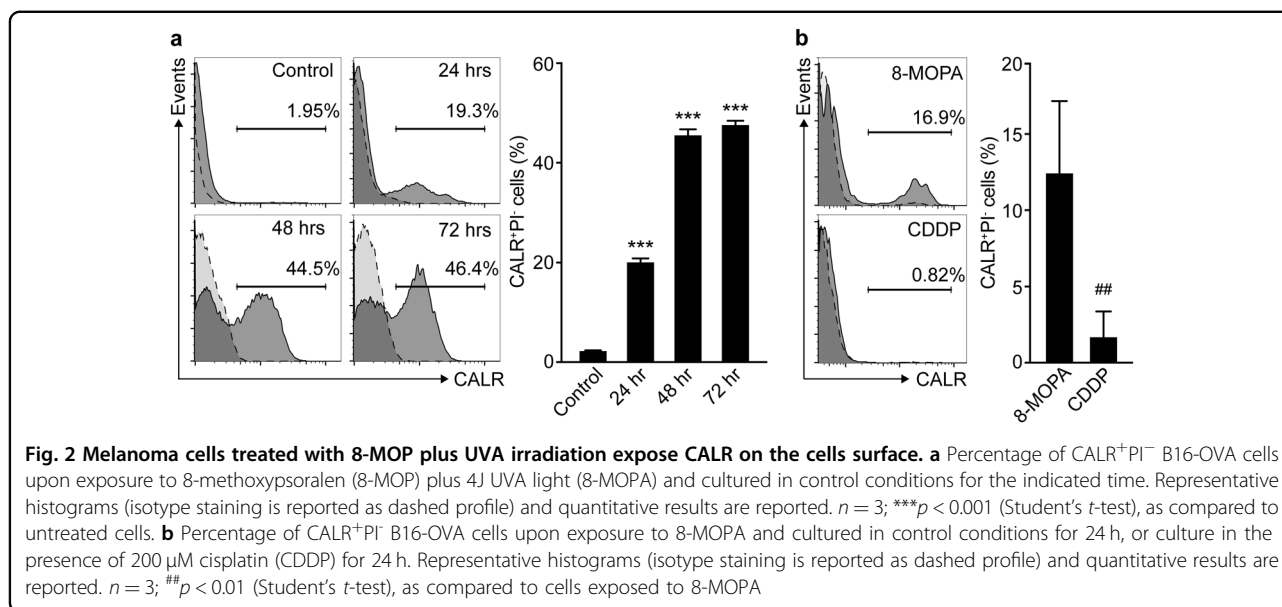 a
Events
Control
1.95%
24 hrs
19.3%
48 hrs
44.5%
72 hrs
46.4%
CALR
CALR⁺PI⁻ cells (%)
60
40
20
0
***
***
***
Control
24 hr
48 hr
72 hr
b
Events
8-MOPA
16.9%
CDDP
0.82%
CALR
CALR⁺PI⁻ cells (%)
20
15
10
5
0
##
8-MOPA
CDDP
Fig. 2 Melanoma cells treated with 8-MOP plus UVA irradiation expose CALR on the cells surface. a Percentage of CALR⁺PI⁻ B16-OVA cells
upon exposure to 8-methoxypsoralen (8-MOP) plus 4J UVA light (8-MOPA) and cultured in control conditions for the indicated time. Representative
histograms (isotype staining is reported as dashed profile) and quantitative results are reported. n = 3; ***p < 0.001 (Student's t-test), as compared to
untreated cells. b Percentage of CALR⁺PI⁻ B16-OVA cells upon exposure to 8-MOPA and cultured in control conditions for 24 h, or culture in the
presence of 200 µM cisplatin (CDDP) for 24 h. Representative histograms (isotype staining is reported as dashed profile) and quantitative results are
reported. n = 3; ##p < 0.01 (Student's t-test), as compared to cells exposed to 8-MOPA